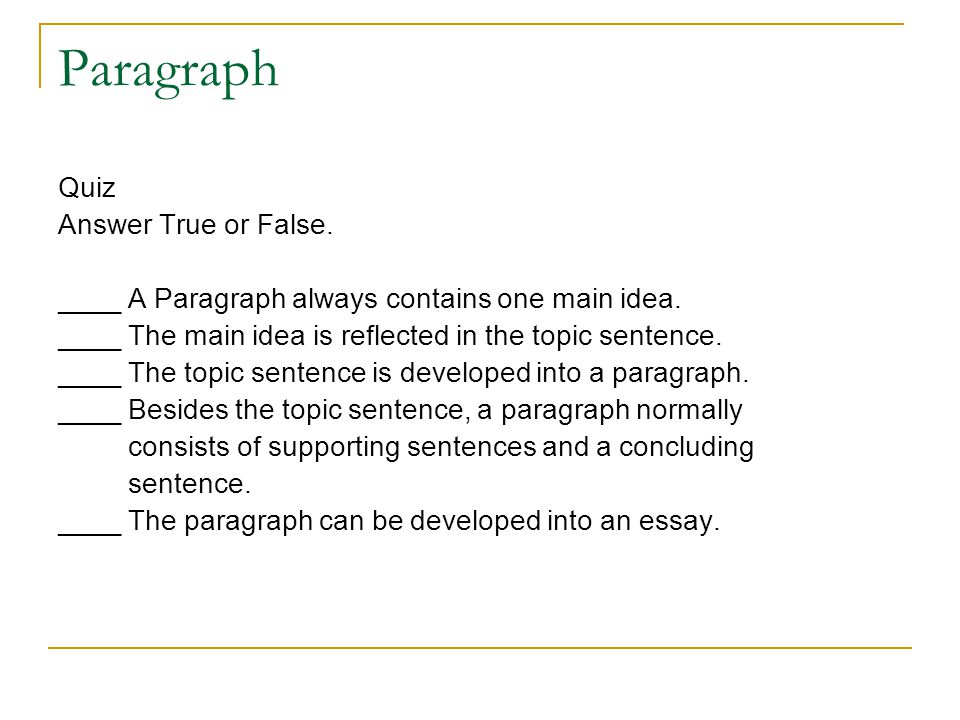 Paragraph
Quiz
Answer True or False.
____ A Paragraph always contains one main idea.
____ The main idea is reflected in the topic sentence.
____ The topic sentence is developed into a paragraph.
____ Besides the topic sentence, a paragraph normally
consists of supporting sentences and a concluding
sentence.
____ The paragraph can be developed into an essay.